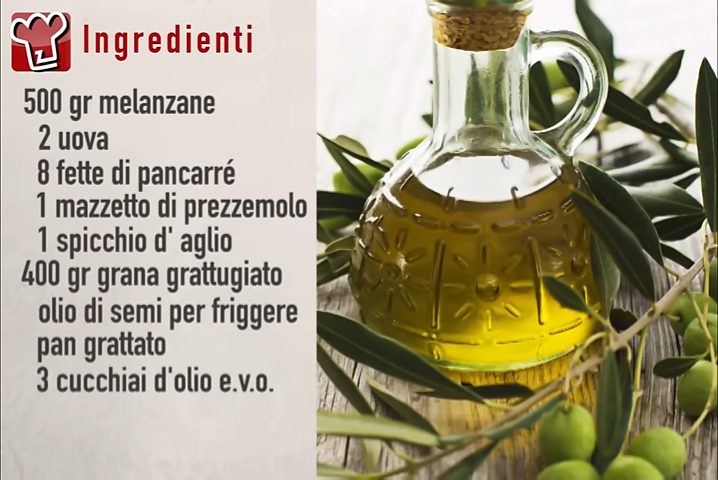 Ingredienti
500 gr melanzane
2 uova
8 fette di pancarré
1 mazzetto di prezzemolo
1 spicchio d' aglio
400 gr grana grattugiato
olio di semi per friggere
pan grattato
3 cucchiai d'olio e.v.o.